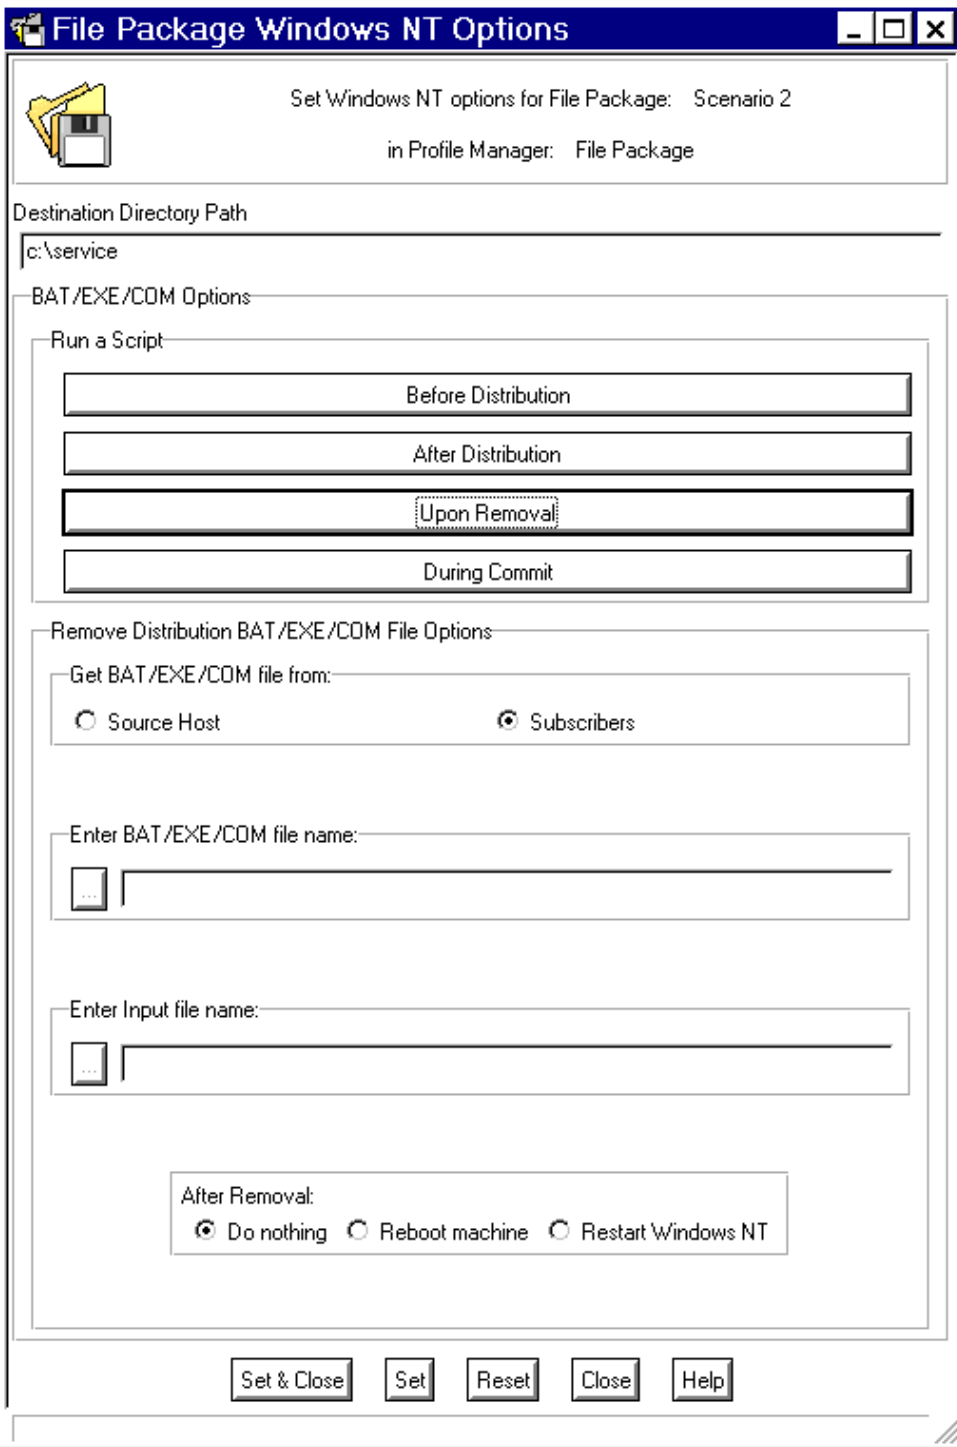 File Package Windows NT Options
Set Windows NT options for File Package: Scenario 2
in Profile Manager: File Package
Destination Directory Path
c:\service
BAT/EXE/COM Options
Run a Script
Before Distribution
After Distribution
Upon Removal
During Commit
Remove Distribution BAT/EXE/COM File Options
Get BAT/EXE/COM file from:
Source Host Subscribers
Enter BAT/EXE/COM file name:
...
Enter Input file name:
...
After Removal:
Do nothing Reboot machine Restart Windows NT
Set & Close Set Reset Close Help